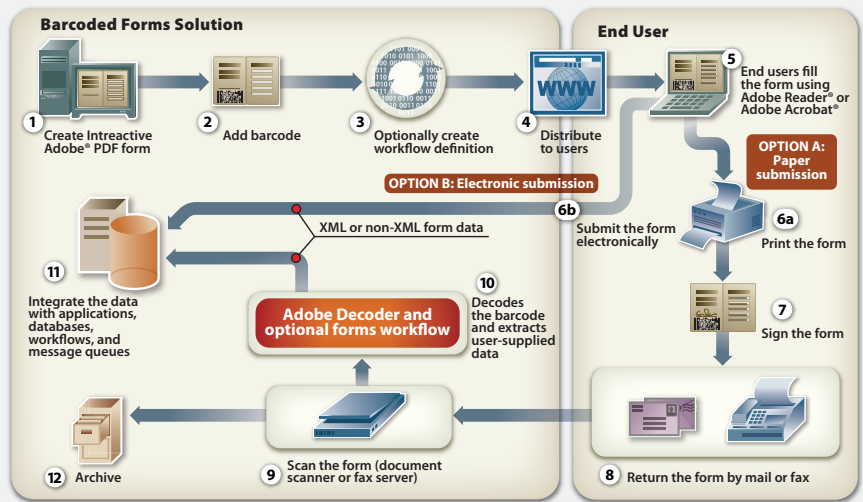 Barcoded Forms Solution
End User
1
Create Intreactive
Adobe® PDF form
2
Add barcode
3
Optionally create
workflow definition
WWW
4
Distribute
to users
5
End users fill
the form using
Adobe Reader® or
Adobe Acrobat®
OPTION A:
Paper
submission
OPTION B: Electronic submission
6b
Submit the form
electronically
6a
Print the form
XML or non-XML form data
7
Sign the form
8
Return the form by mail or fax
9
Scan the form (document
scanner or fax server)
Adobe Decoder and
optional forms workflow
10
Decodes
the barcode
and extracts
user-supplied
data
11
Integrate the data
with applications,
databases,
workflows, and
message queues
12
Archive